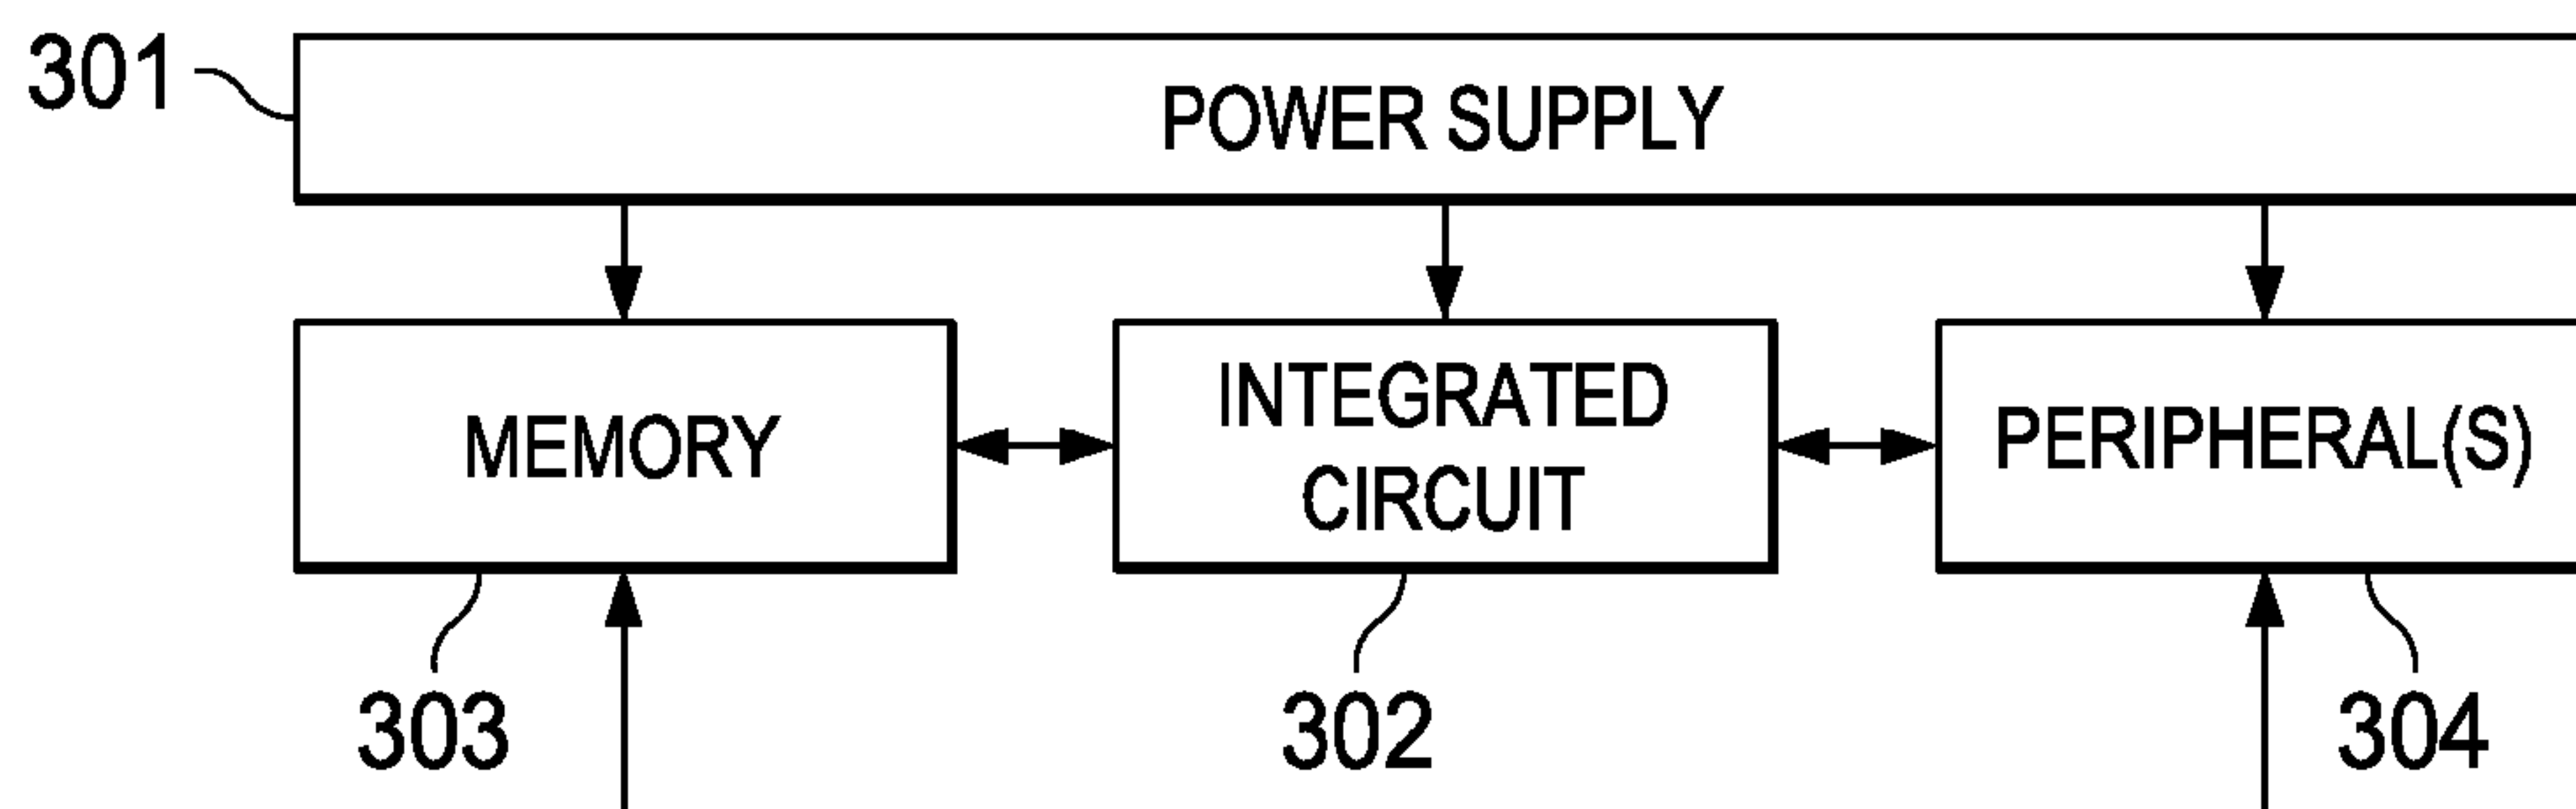 301
POWER SUPPLY
MEMORY
INTEGRATED
CIRCUIT
PERIPHERAL(S)
303
302
304